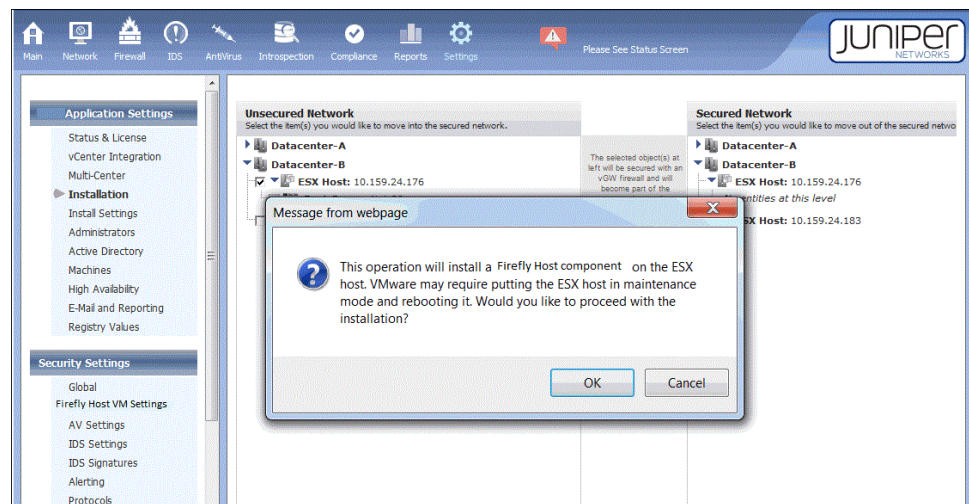 Main
Network
Firewall
IDS
AntiVirus
Introspection
Compliance
Reports
Settings
Please See Status Screen
JUNIPER
NETWORKS
Application Settings
Status & License
vCenter Integration
Multi-Center
Installation
Install Settings
Administrators
Active Directory
Machines
High Availability
E-Mail and Reporting
Registry Values
Security Settings
Global
Firefly Host VM Settings
AV Settings
IDS Settings
IDS Signatures
Alerting
Protocols
Unsecured Network
Select the item(s) you would like to move into the secured network.
Datacenter-A
Datacenter-B
ESX Host: 10.159.24.176
The selected object(s) at
left will be secured with an
vGW firewall and will
become part of the
Secured Network
Select the item(s) you would like to move out of the secured netwo
Datacenter-A
Datacenter-B
ESX Host: 10.159.24.176
entities at this level
SX Host: 10.159.24.183
Message from webpage
This operation will install a Firefly Host component on the ESX
host. VMware may require putting the ESX host in maintenance
mode and rebooting it. Would you like to proceed with the
installation?
OK
Cancel